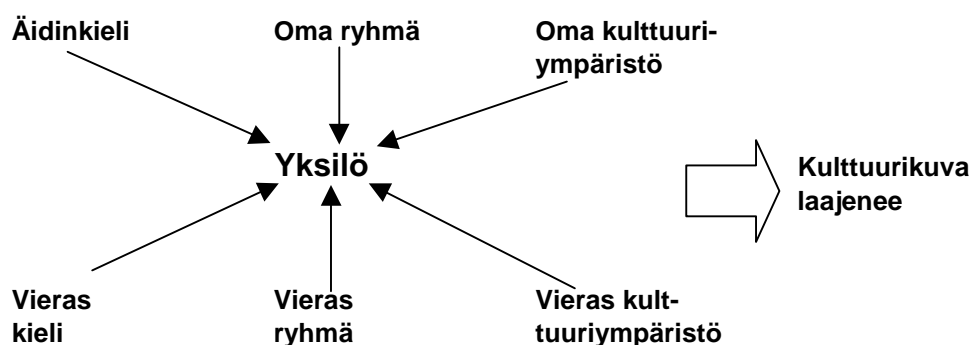 Äidinkieli
Oma ryhmä
Oma kulttuuri-
ympäristö
Yksilö
Kulttuurikuva
laajenee
Vieras
kieli
Vieras
ryhmä
Vieras kult-
tuuriympäristö